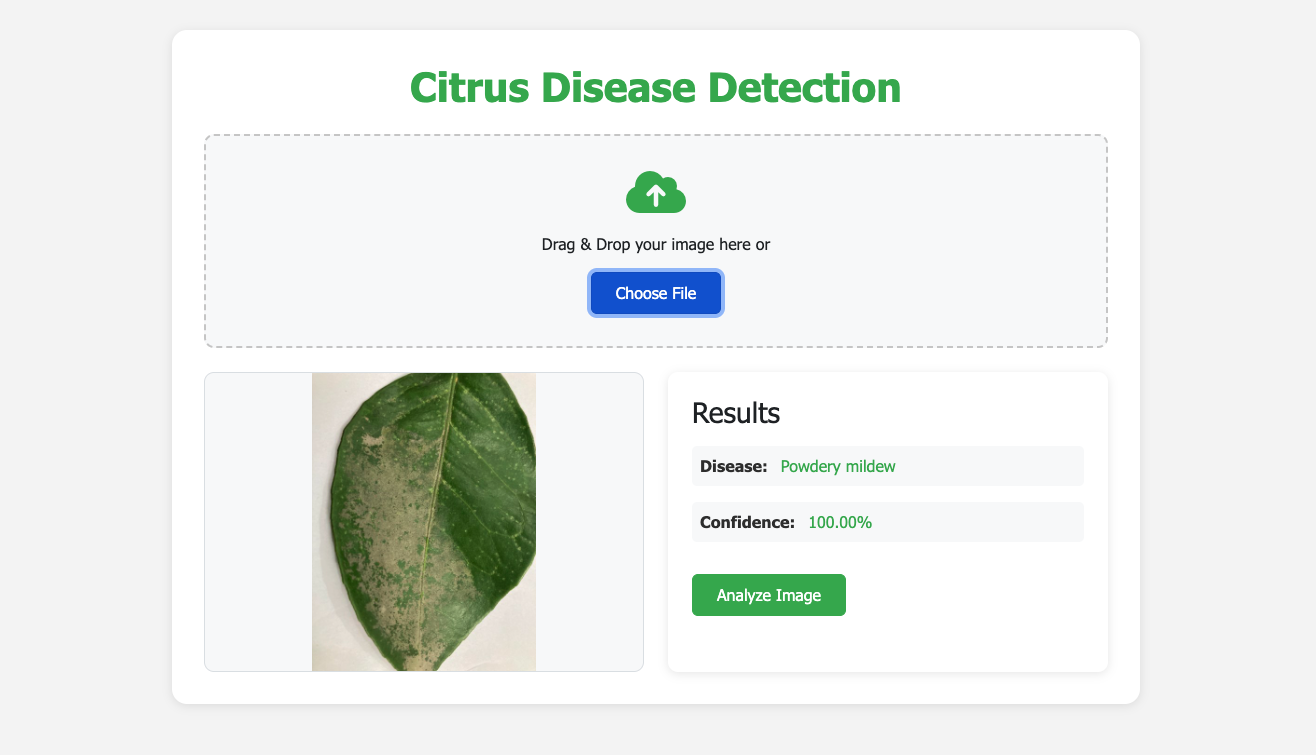 Citrus Disease Detection
Drag & Drop your image here or
Choose File
Results
Disease: Powdery mildew
Confidence: 100.00%
Analyze Image